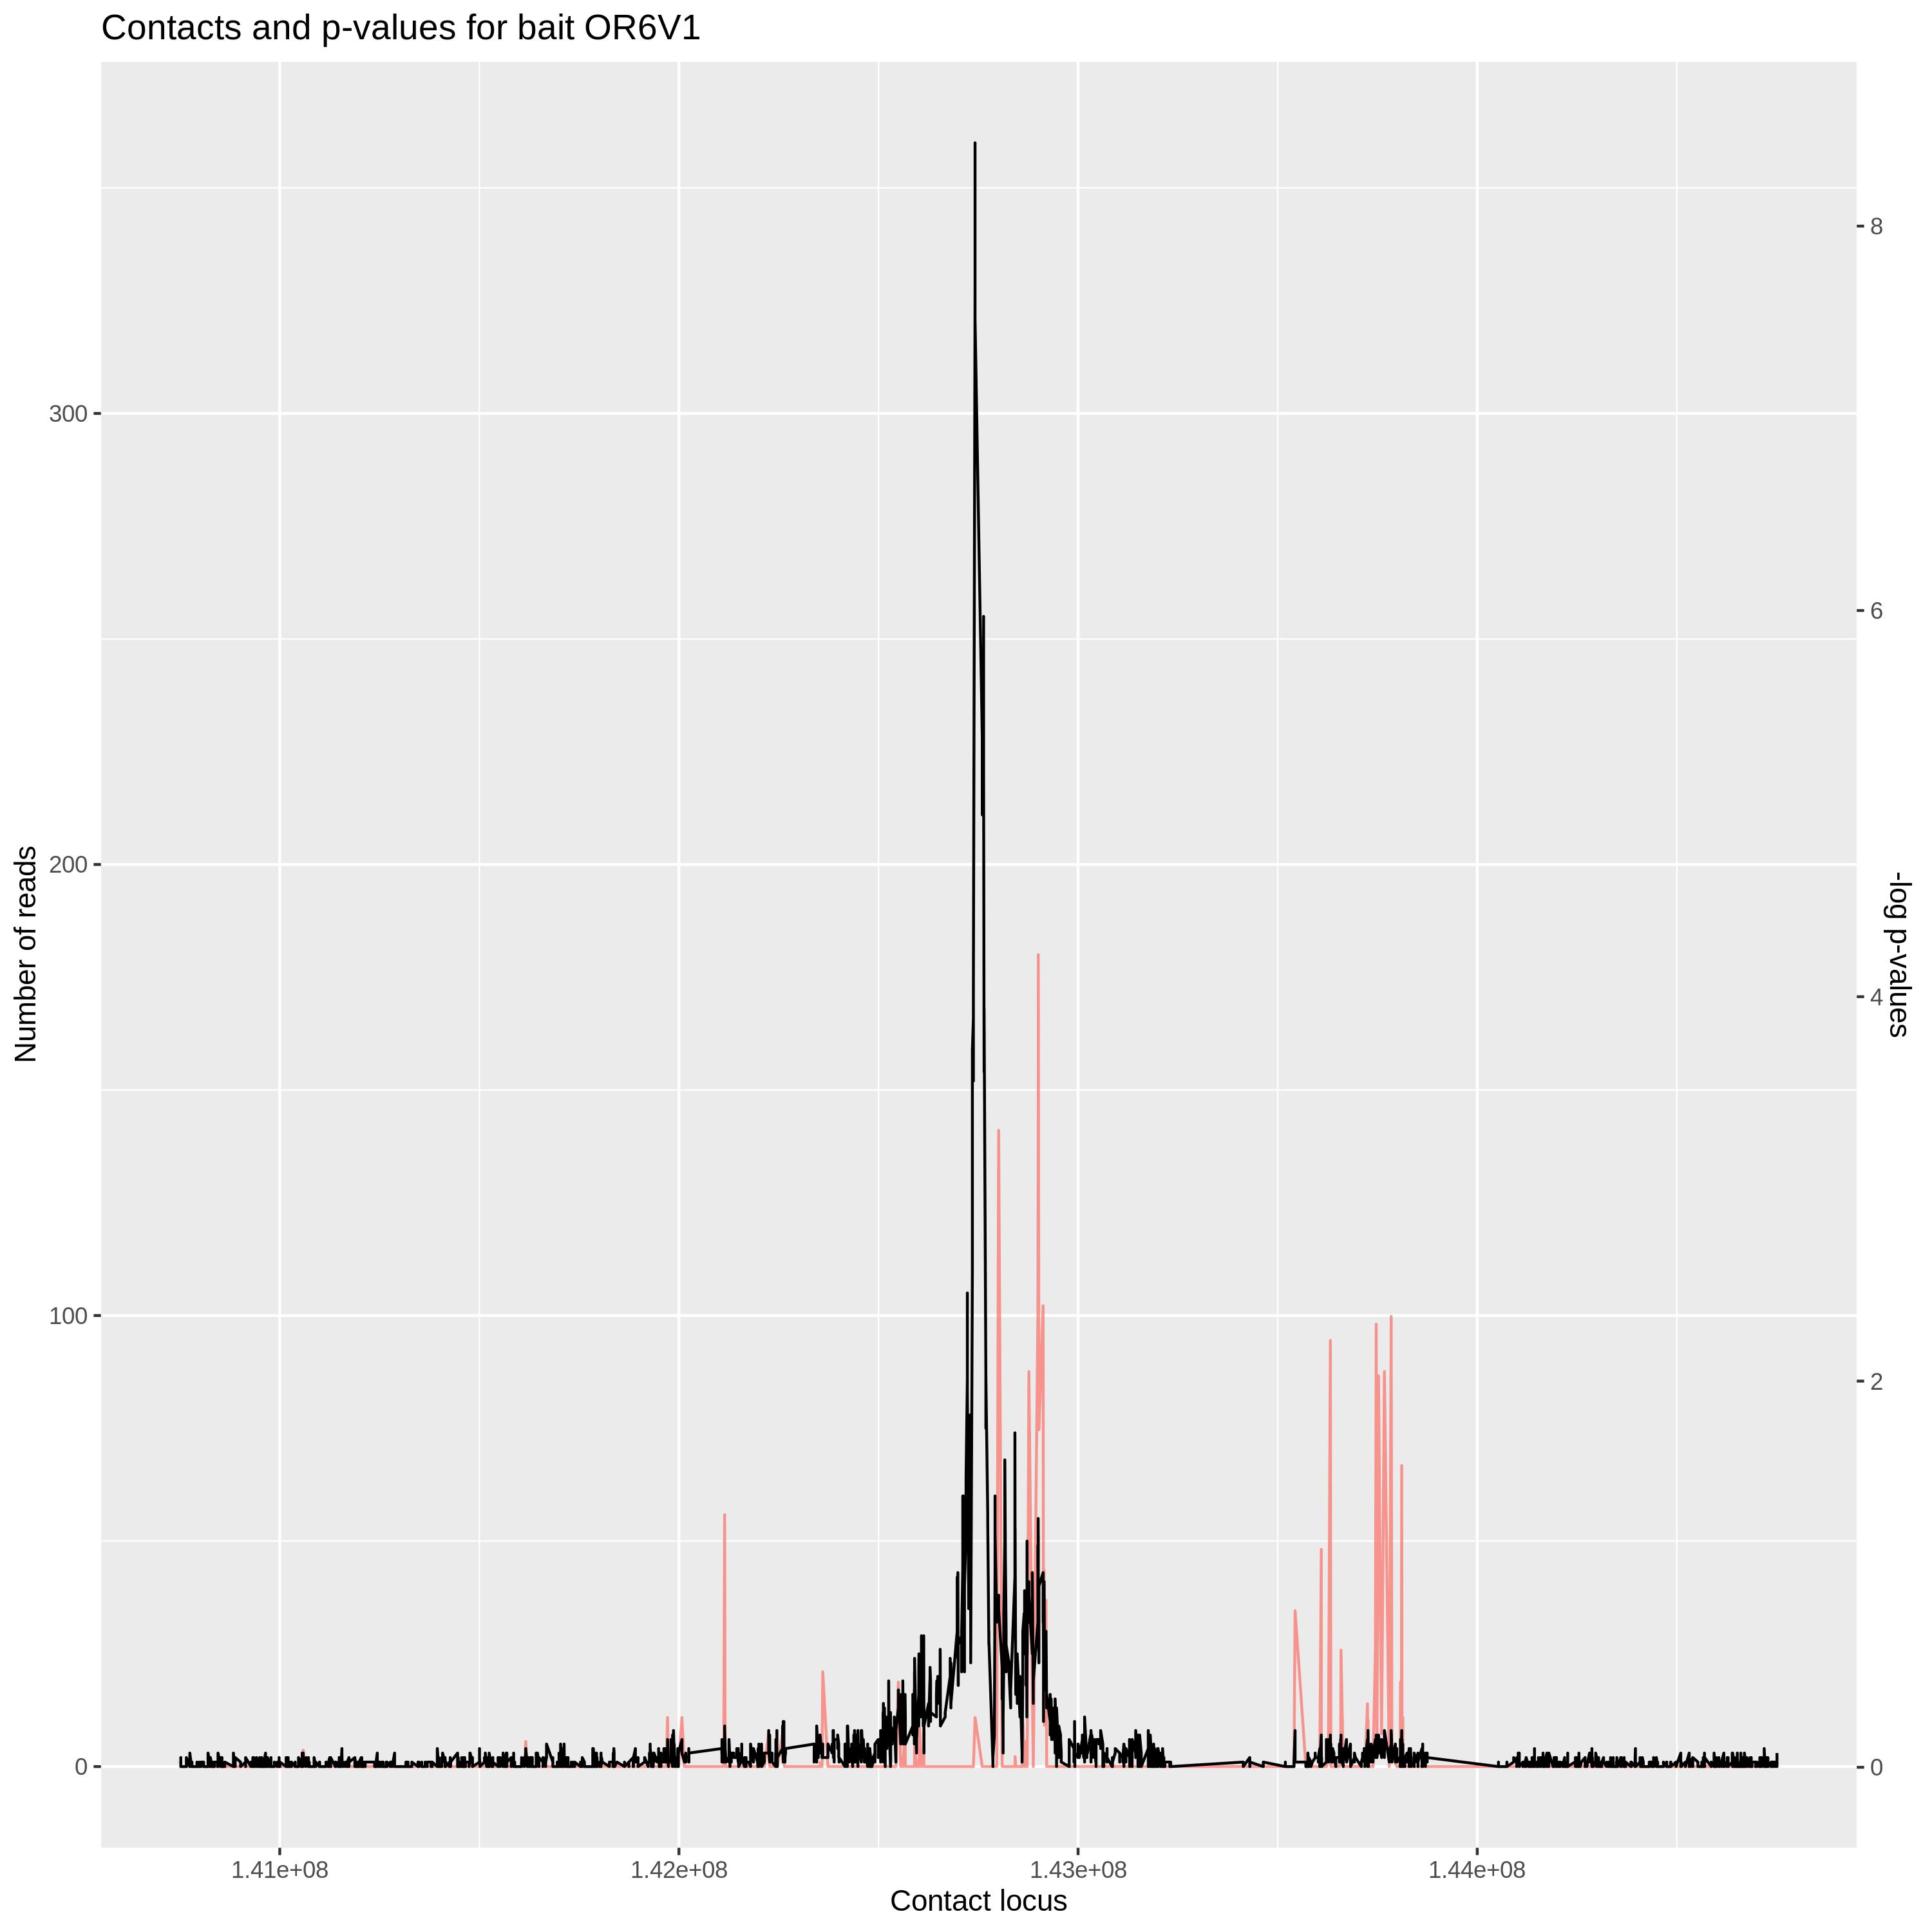 Contacts and p-values for bait OR6V1
Number of reads
300
200
100
0
8
6
4
2
0
-log p-values
1.41e+08 1.42e+08 1.43e+08 1.44e+08
Contact locus